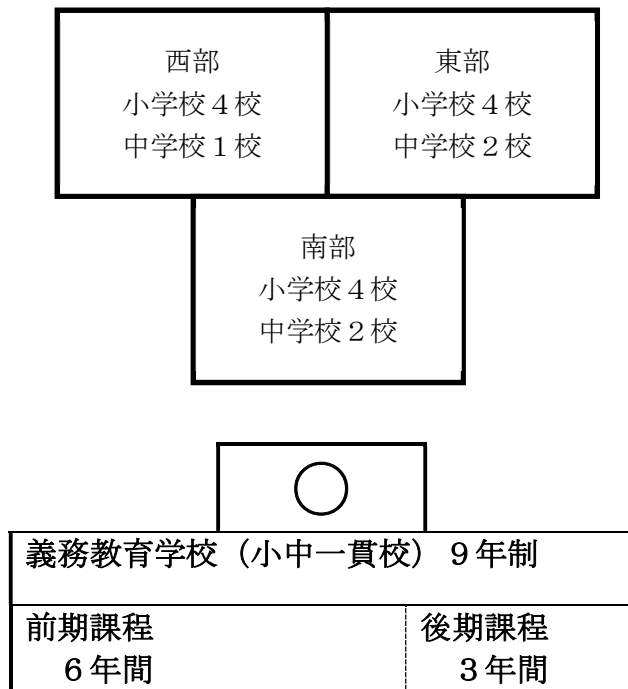 西部
小学校４校
中学校１校
東部
小学校４校
中学校２校
南部
小学校４校
中学校２校
義務教育学校（小中一貫校）９年制
前期課程
６年間
後期課程
３年間